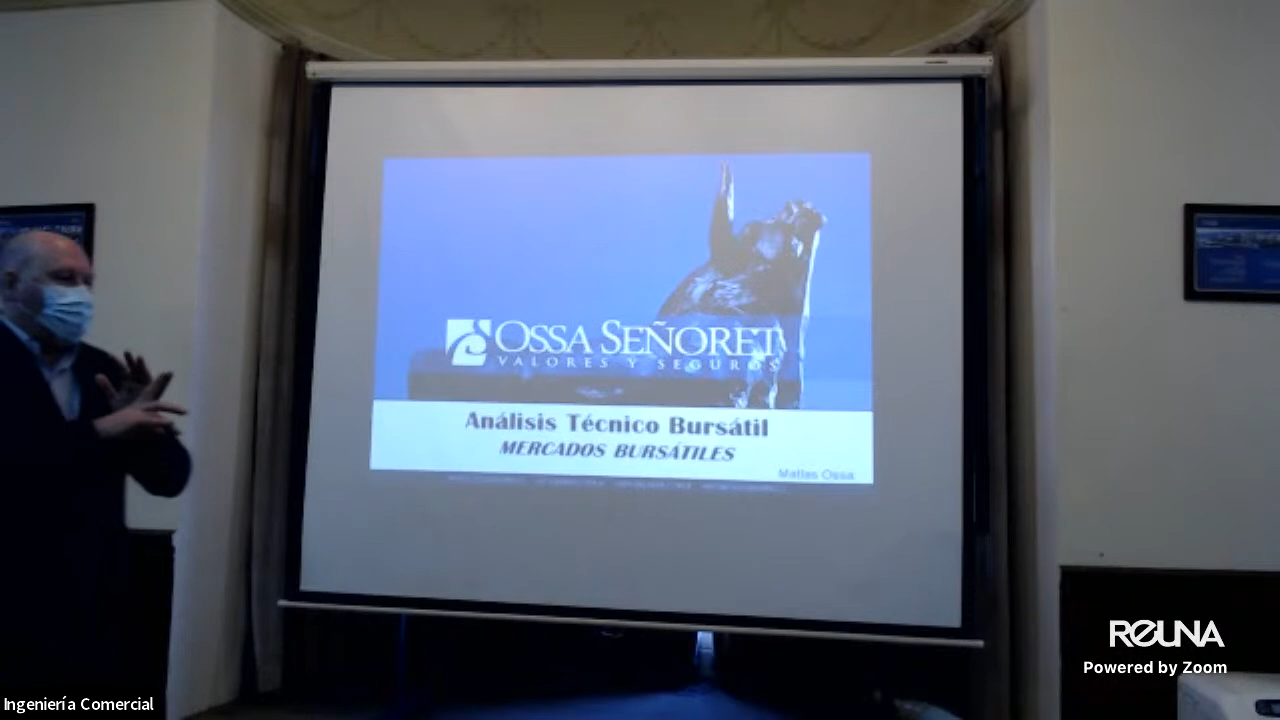 OSSA SEÑORET
VALORES Y SEGUROS
Análisis Técnico Bursátil
MERCADOS BURSÁTILES
Matías Ossa
REUNA
Powered by Zoom
Ingeniería Comercial